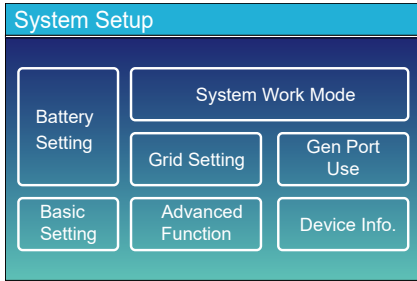 System Setup
Battery
Setting
System Work Mode
Grid Setting
Gen Port
Use
Basic
Setting
Advanced
Function
Device Info.